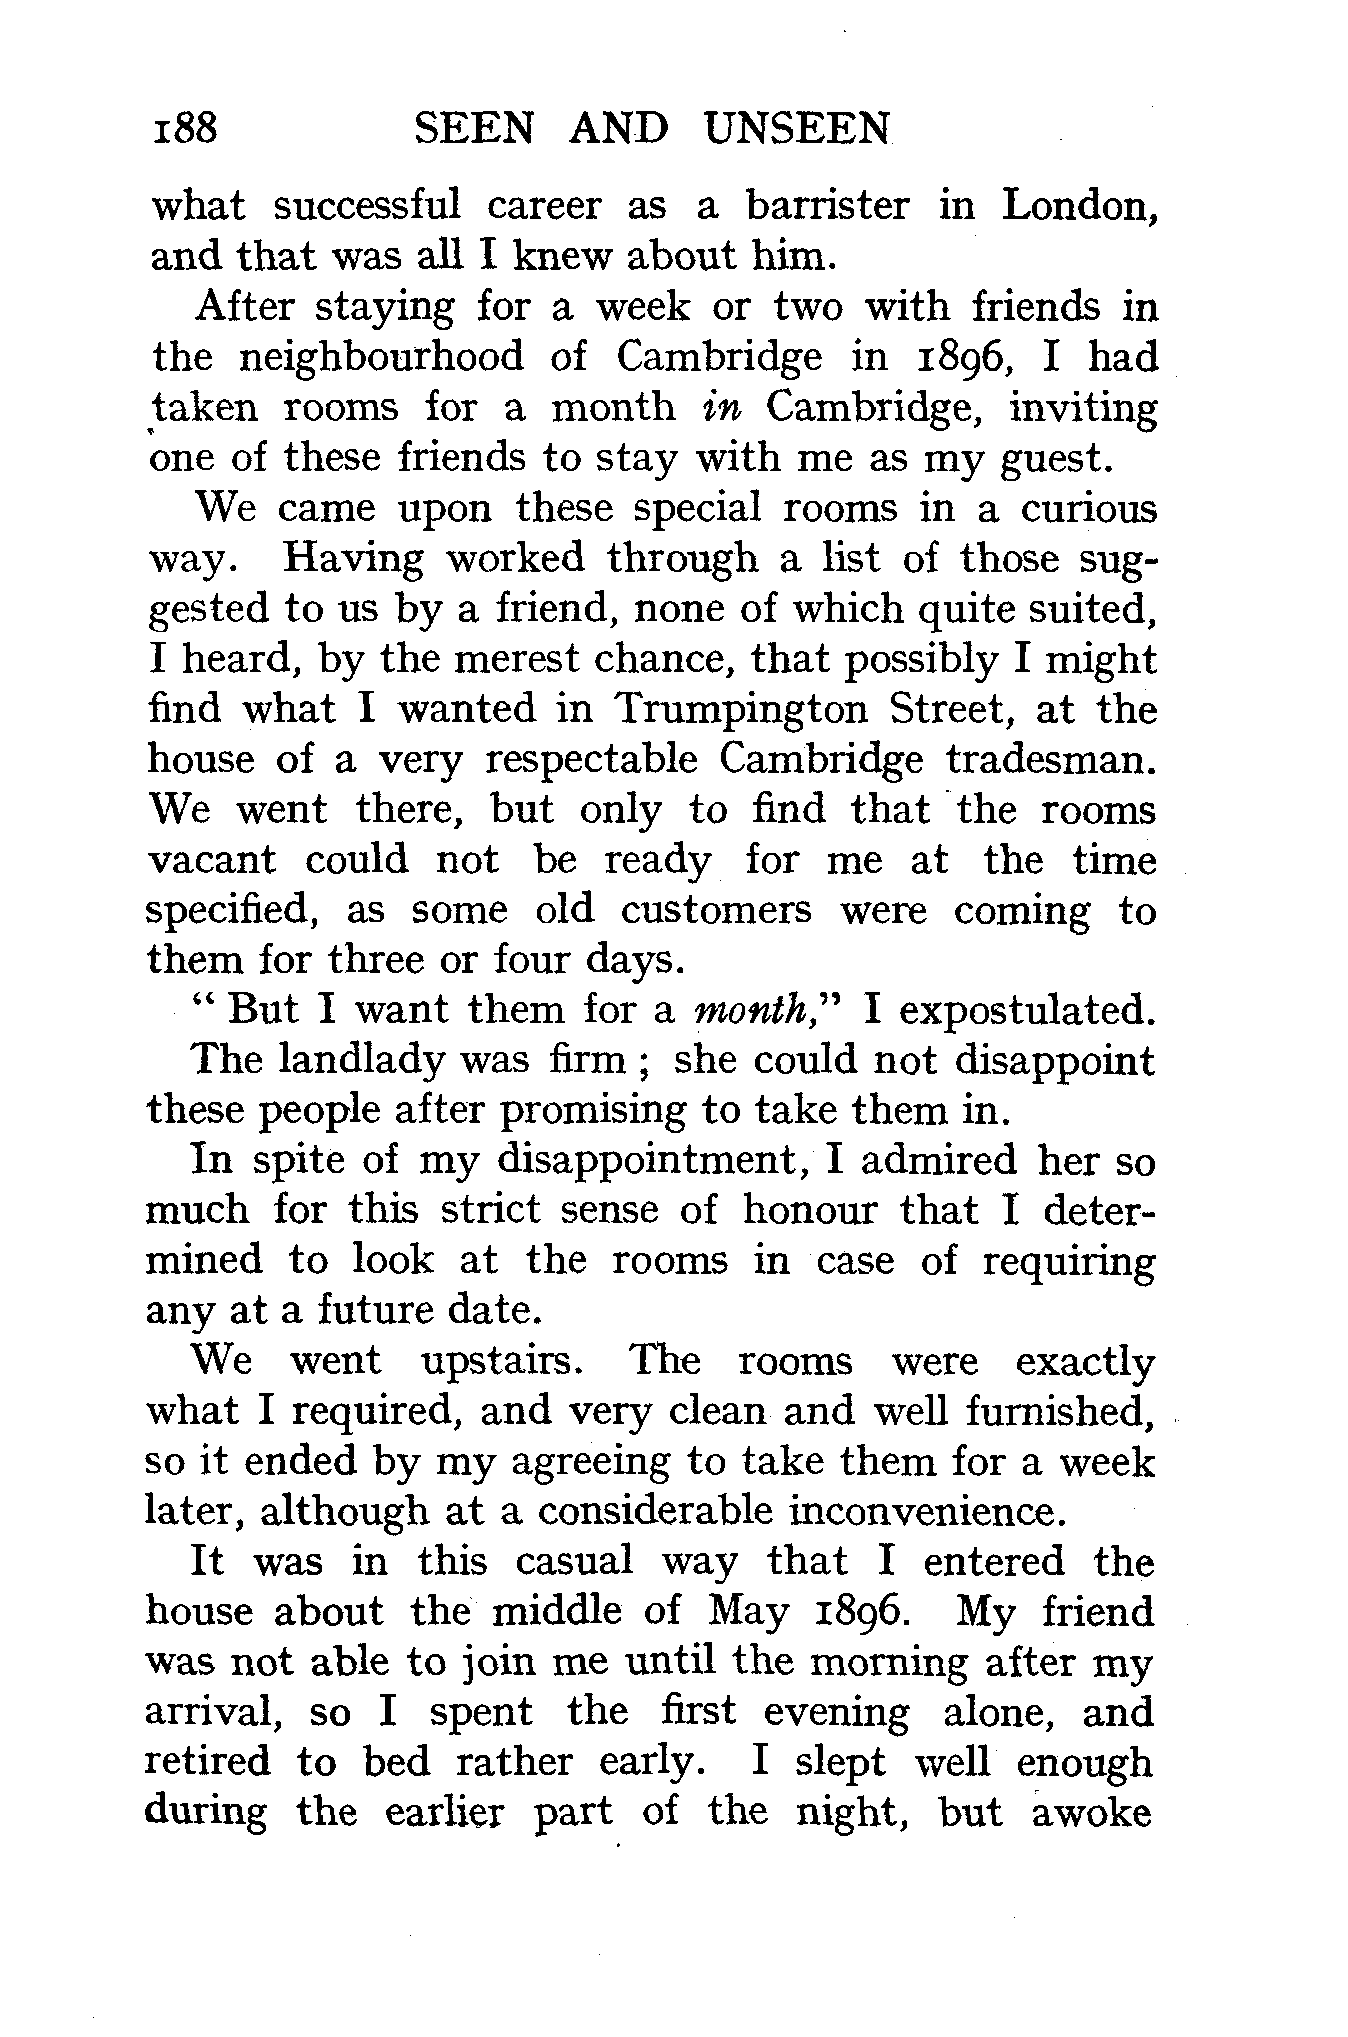 188 SEEN AND UNSEEN
what successful career as a barrister in London,
and that was all I knew about him.
After staying for a week or two with friends in
the neighbourhood of Cambridge in 1896, I had
taken rooms for a month in Cambridge, inviting
one of these friends to stay with me as my guest.
We came upon these special rooms in a curious
way. Having worked through a list of those sug-
gested to us by a friend, none of which quite suited,
I heard, by the merest chance, that possibly I might
find what I wanted in Trumpington Street, at the
house of a very respectable Cambridge tradesman.
We went there, but only to find that the rooms
vacant could not be ready for me at the time
specified, as some old customers were coming to
them for three or four days.
“ But I want them for a month,” I expostulated.
The landlady was firm ; she could not disappoint
these people after promising to take them in.
In spite of my disappointment, I admired her so
much for this strict sense of honour that I deter-
mined to look at the rooms in case of requiring
any at a future date.
We went upstairs. The rooms were exactly
what I required, and very clean and well furnished,
so it ended by my agreeing to take them for a week
later, although at a considerable inconvenience.
It was in this casual way that I entered the
house about the middle of May 1896. My friend
was not able to join me until the morning after my
arrival, so I spent the first evening alone, and
retired to bed rather early. I slept well enough
during the earlier part of the night, but awoke